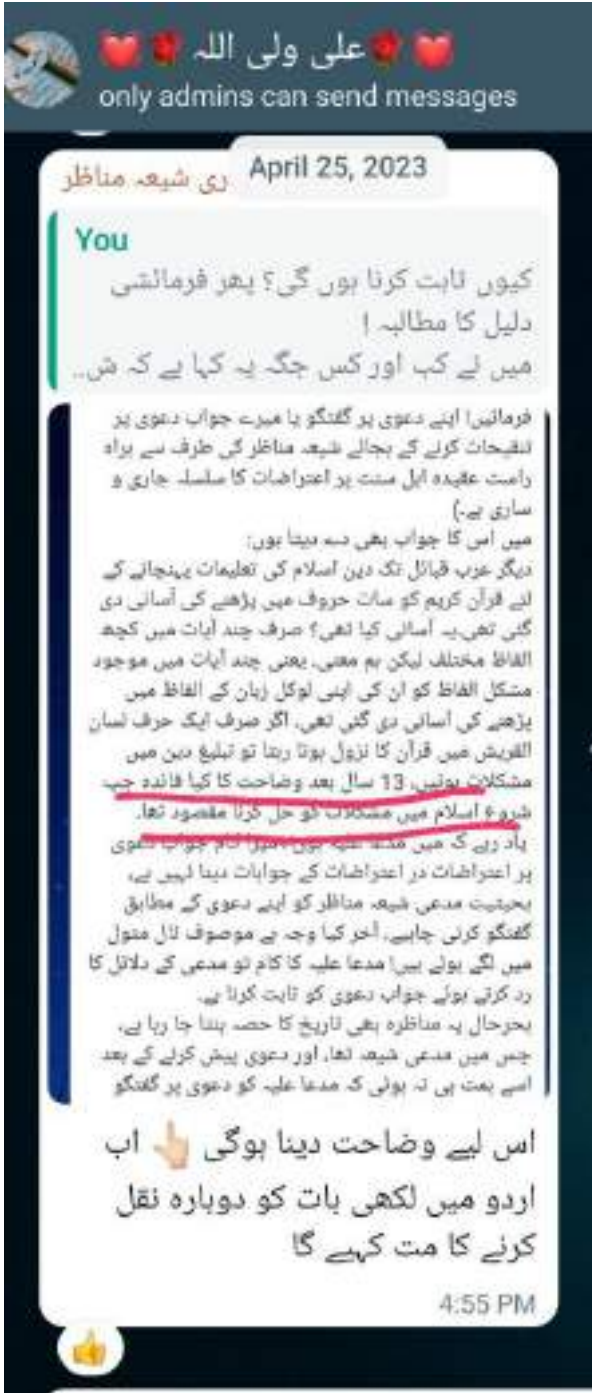 ❤️🌹علی ولی اللہ🌹❤️
only admins can send messages
April 25, 2023
ری شیعہ مناظر
You
کیوں ثابت کرنا ہوں گی؟ پھر فرمائشی
دلیل کا مطالبہ !
میں نے کب اور کس جگہ یہ کہا ہے کہ ش..
فرمائیں! اپنے دعوی پر گفتگو یا میرے جواب دعوی پر
تنقیحات کرنے کے بجائے شیعہ مناظر کی طرف سے براہ
راست عقیدہ اہل سنت پر اعتراضات کا سلسلہ جاری و
ساری ہے۔)
میں اس کا جواب بھی دے دیتا ہوں:
دیگر عرب قبائل تک دین اسلام کی تعلیمات پہنچانے کے
لئے قرآن کریم کو سات حروف میں پڑھنے کی آسانی دی
گئی تھی۔یہ آسانی کیا تھی؟ صرف چند آیات میں کچھ
الفاظ مختلف لیکن ہم معنی۔ یعنی چند آیات میں موجود
مشکل الفاظ کو ان کی اپنی لوکل زبان کے الفاظ میں
پڑھنے کی آسانی دی گئی تھی۔ اگر صرف ایک حرف لسان
القریش میں قرآن کا نزول ہوتا رہتا تو تبلیغ دین میں
مشکلات ہوتیں، 13 سال بعد وضاحت کا کیا فائدہ جب
شروع اسلام میں مشکلات کو حل کرنا مقصود تھا۔
یاد رہے کہ میں مدعا علیہ ہوں، میرا کام جواب دعوی
پر اعتراضات در اعتراضات کے جوابات دینا نہیں ہے،
بحیثیت مدعی شیعہ مناظر کو اپنے دعوی کے مطابق
گفتگو کرنی چاہیے۔ آخر کیا وجہ ہے موصوف ٹال مٹول
میں لگے ہوئے ہیں! مدعا علیہ کا کام تو مدعی کے دلائل کا
رد کرتے ہوئے جواب دعوی کو ثابت کرنا ہے۔
بحرحال یہ مناظرہ بھی تاریخ کا حصہ بنتا جا رہا ہے،
جس میں مدعی شیعہ تھا، اور دعوی پیش کرنے کے بعد
اسے ہمت ہی نہ ہوئی کہ مدعا علیہ کو دعوی پر گفتگو
اس لیے وضاحت دینا ہوگی 👆🏻 اب
اردو میں لکھی بات کو دوبارہ نقل
کرنے کا مت کہیے گا
4:55 PM